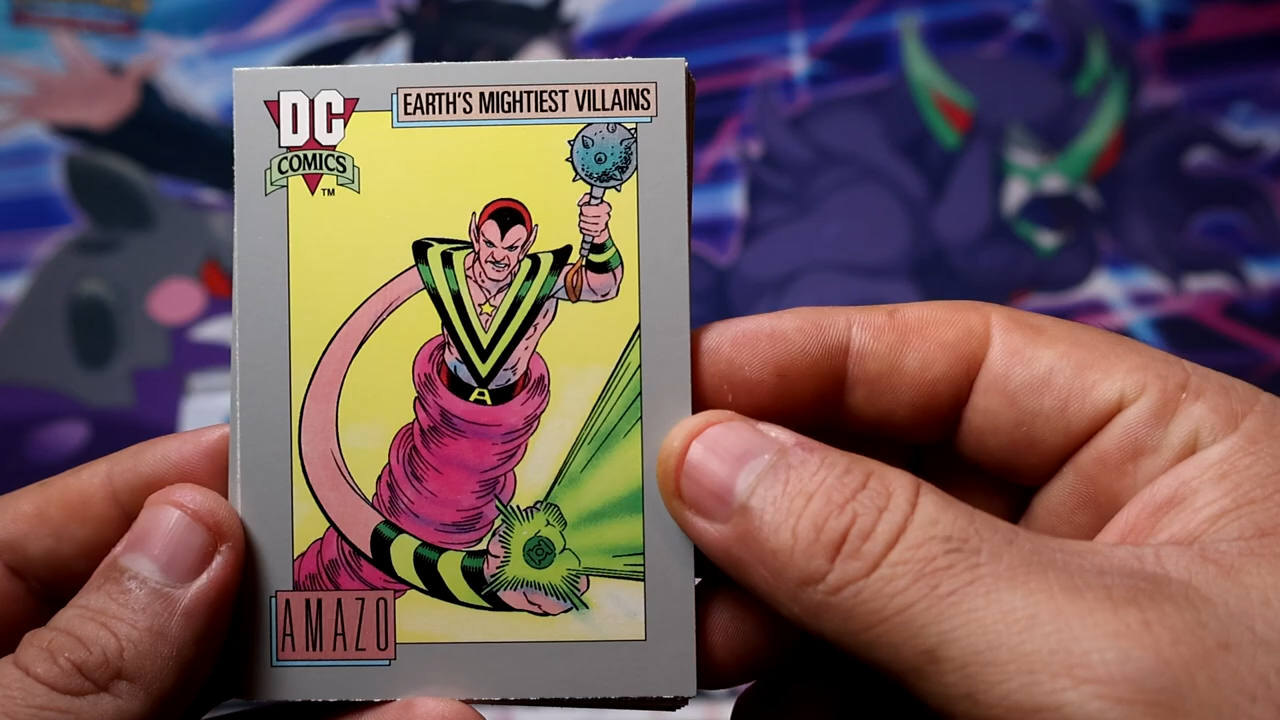 DC
COMICS
TM
EARTH'S MIGHTIEST VILLAINS
A
AMAZO